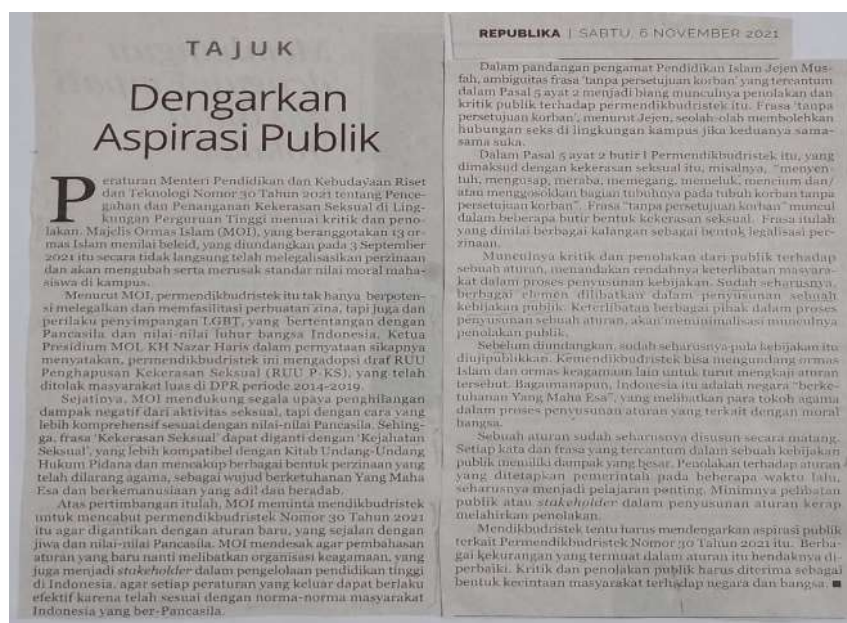 TAJUK
Dengarkan
Aspirasi Publik
Peraturan Menteri Pendidikan dan Kebudayaan Riset
dan Teknologi Nomor 30 Tahun 2021 tentang Pence-
gahan dan Penanganan Kekerasan Seksual di Ling-
kungan Perguruan Tinggi menuai kritik dan peno-
lakan. Majelis Ormas Islam (MOI), yang beranggotakan 13 or-
mas Islam menilai beleid, yang diundangkan pada 3 September
2021 itu secara tidak langsung telah melegalisasikan perzinaan
dan akan mengubah serta merusak standar nilai moral maha-
siswa di kampus.
Menurut MOI, permendikbudristek itu tak hanya berpoten-
si melegalkan dan memfasilitasi perbuatan zina, tapi juga dan
perilaku penyimpangan LGBT, yang bertentangan dengan
Pancasila dan nilai-nilai luhur bangsa Indonesia. Ketua
Presidium MOI, KH Nazar Haris dalam pernyataan sikapnya
menyatakan, permendikbudristek ini mengadopsi draf RUU
Penghapusan Kekerasan Seksual (RUU P-KS), yang telah
ditolak masyarakat luas di DPR periode 2014-2019.
Sejatinya, MOI mendukung segala upaya penghilangan
dampak negatif dari aktivitas seksual, tapi dengan cara yang
lebih komprehensif sesuai dengan nilai-nilai Pancasila. Sehing-
ga, frasa 'Kekerasan Seksual' dapat diganti dengan 'Kejahatan
Seksual', yang lebih kompatibel dengan Kitab Undang-Undang
Hukum Pidana dan mencakup berbagai bentuk perzinaan yang
telah dilarang agama, sebagai wujud berketuhanan Yang Maha
Esa dan berkemanusiaan yang adil dan beradab.
Atas pertimbangan itulah, MOI meminta mendikbudristek
untuk mencabut permendikbudristek Nomor 30 Tahun 2021
itu agar digantikan dengan aturan baru, yang sejalan dengan
jiwa dan nilai-nilai Pancasila. MOI mendesak agar pembahasan
aturan yang baru nanti melibatkan organisasi keagamaan, yang
juga menjadi stakeholder dalam pengelolaan pendidikan tinggi
di Indonesia, agar setiap peraturan yang keluar dapat berlaku
efektif karena telah sesuai dengan norma-norma masyarakat
Indonesia yang ber-Pancasila.
REPUBLIKA | SABTU, 6 NOVEMBER 2021
Dalam pandangan pengamat Pendidikan Islam Jejen Mus-
fah, ambiguitas frasa 'tanpa persetujuan korban' yang tercantum
dalam Pasal 5 ayat 2 menjadi biang munculnya penolakan dan
kritik publik terhadap permendikbudristek itu. Frasa 'tanpa
persetujuan korban', menurut Jejen, seolah-olah membolehkan
hubungan seks di lingkungan kampus jika keduanya sama-
sama suka.
Dalam Pasal 5 ayat 2 butir l Permendikbudristek itu, yang
dimaksud dengan kekerasan seksual itu, misalnya, "menyen-
tuh, mengusap, meraba, memegang, memeluk, mencium dan/
atau menggosokkan bagian tubuhnya pada tubuh korban tanpa
persetujuan korban". Frasa "tanpa persetujuan korban" muncul
dalam beberapa butir bentuk kekerasan seksual. Frasa itulah
yang dinilai berbagai kalangan sebagai bentuk legalisasi per-
zinaan.
Munculnya kritik dan penolakan dari publik terhadap
sebuah aturan, menandakan rendahnya keterlibatan masyara-
kat dalam proses penyusunan kebijakan. Sudah seharusnya,
berbagai elemen dilibatkan dalam penyusunan sebuah
kebijakan publik. Keterlibatan berbagai pihak dalam proses
penyusunan sebuah aturan, akan meminimalisasi munculnya
penolakan publik.
Sebelum diundangkan, sudah seharusnya pula kebijakan itu
diujipublikkan. Kemendikbudristek bisa mengundang ormas
Islam dan ormas keagamaan lain untuk turut mengkaji aturan
tersebut. Bagaimanapun, Indonesia itu adalah negara "berke-
tuhanan Yang Maha Esa", yang melibatkan para tokoh agama
dalam proses penyusunan aturan yang terkait dengan moral
bangsa.
Sebuah aturan sudah seharusnya disusun secara matang.
Setiap kata dan frasa yang tercantum dalam sebuah kebijakan
publik memiliki dampak yang besar. Penolakan terhadap aturan
yang ditetapkan pemerintah pada beberapa waktu lalu,
seharusnya menjadi pelajaran penting. Minimnya pelibatan
publik atau stakeholder dalam penyusunan aturan kerap
melahirkan penolakan.
Mendikbudristek tentu harus mendengarkan aspirasi publik
terkait Permendikbudristek Nomor 30 Tahun 2021 itu. Berba-
gai kekurangan yang termuat dalam aturan itu hendaknya di-
perbaiki. Kritik dan penolakan publik harus diterima sebagai
bentuk kecintaan masyarakat terhadap negara dan bangsa. ■